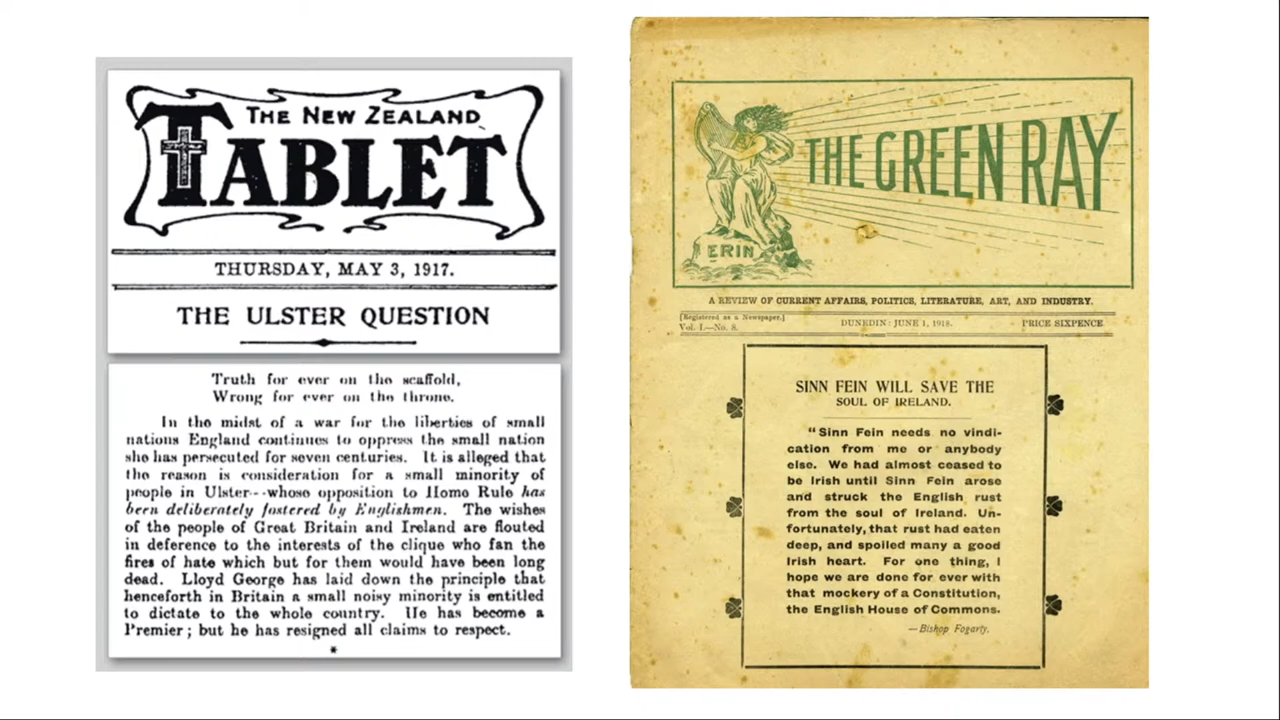 THE NEW ZEALAND
TABLET
THURSDAY, MAY 3, 1917.
THE ULSTER QUESTION
Truth for ever on the scaffold,
Wrong for ever on the throne.
In the midst of a war for the liberties of small
nations England continues to oppress the small nation
she has persecuted for seven centuries. It is alleged that
the reason is consideration for a small minority of
people in Ulster---whose opposition to Home Rule has
been deliberately fostered by Englishmen. The wishes
of the people of Great Britain and Ireland are flouted
in deference to the interests of the clique who fan the
fires of hate which but for them would have been long
dead. Lloyd George has laid down the principle that
henceforth in Britain a small noisy minority is entitled
to dictate to the whole country. He has become a
Premier; but he has resigned all claims to respect.
*
THE GREEN RAY
ERIN
A REVIEW OF CURRENT AFFAIRS, POLITICS, LITERATURE, ART, AND INDUSTRY.
[Registered as a Newspaper.]
Vol. I.—No. 8. DUNEDIN: JUNE 1, 1918. PRICE SIXPENCE
SINN FEIN WILL SAVE THE
SOUL OF IRELAND.
"Sinn Fein needs no vindi-
cation from me or anybody
else. We had almost ceased to
be Irish until Sinn Fein arose
and struck the English rust
from the soul of Ireland. Un-
fortunately, that rust had eaten
deep, and spoiled many a good
Irish heart. For one thing, I
hope we are done for ever with
that mockery of a Constitution,
the English House of Commons.
—Bishop Fogarty.